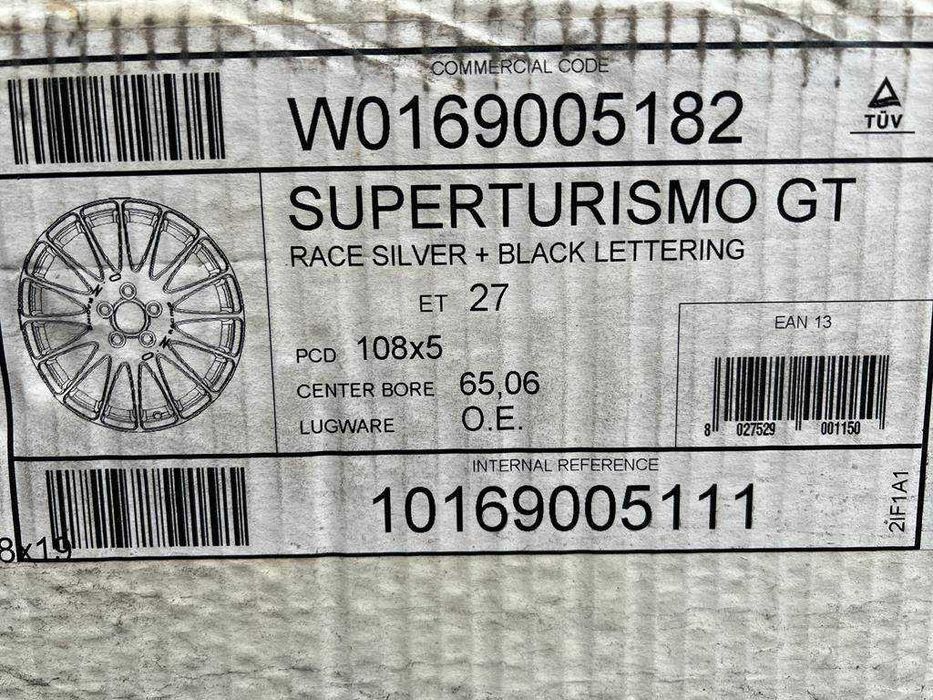 COMMERCIAL CODE
W0169005182
TÜV
SUPERTURISMO GT
RACE SILVER + BLACK LETTERING
ET 27
PCD 108x5
CENTER BORE 65,06
LUGWARE O.E.
EAN 13
8 027529 001150
INTERNAL REFERENCE
10169005111
8x19